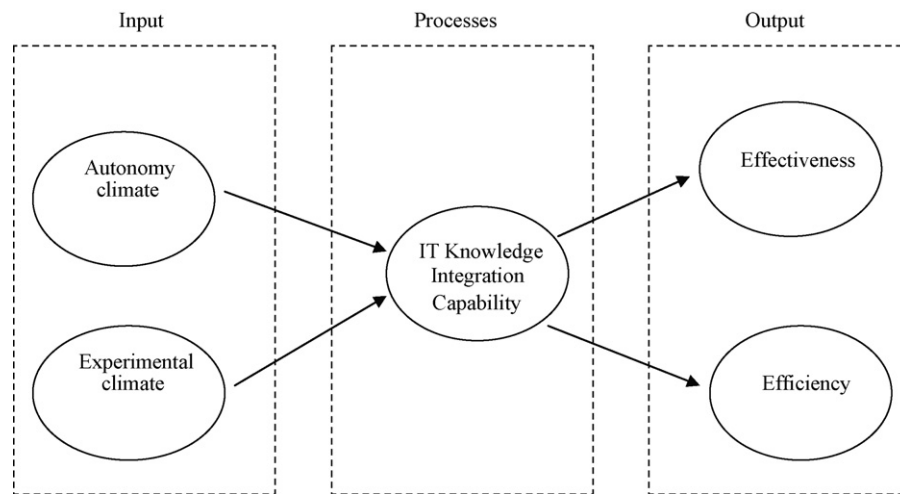 Input
Processes
Output
Autonomy
climate
Effectiveness
IT Knowledge
Integration
Capability
Experimental
climate
Efficiency